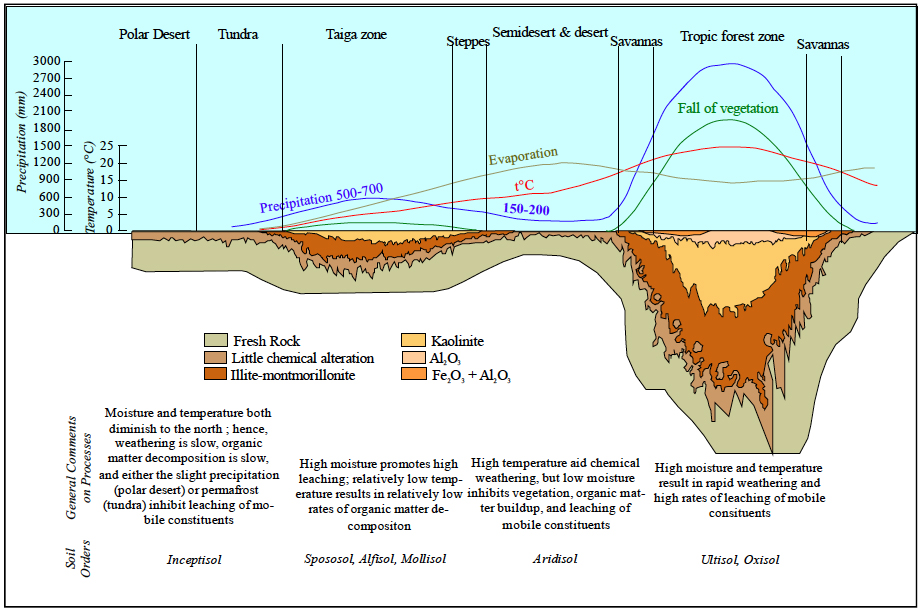 Polar Desert
Tundra
Taiga zone
Steppes
Semidesert & desert
Savannas
Tropic forest zone
Savannas
Precipitation (mm)
3000
2700
2400
2100
1800
1500
1200
900
600
300
0
Temperature (°C)
25
20
15
10
5
0
Fall of vegetation
Evaporation
t°C
Precipitation 500-700
150-200
Fresh Rock
Little chemical alteration
Illite-montmorillonite
Kaolinite
Al2O3
Fe2O3 + Al2O3
General Comments
on Processes
Moisture and temperature both
diminish to the north ; hence,
weathering is slow, organic
matter decomposition is slow,
and either the slight precipitation
(polar desert) or permafrost
(tundra) inhibit leaching of mo-
bile constituents
High moisture promotes high
leaching; relatively low temp-
erature results in relatively low
rates of organic matter de-
compositon
High temperature aid chemical
weathering, but low moisture
inhibits vegetation, organic mat-
ter buildup, and leaching of
mobile constituents
High moisture and temperature
result in rapid weathering and
high rates of leaching of mobile
consituents
Soil
Orders
Inceptisol
Spososol, Alfisol, Mollisol
Aridisol
Ultisol, Oxisol